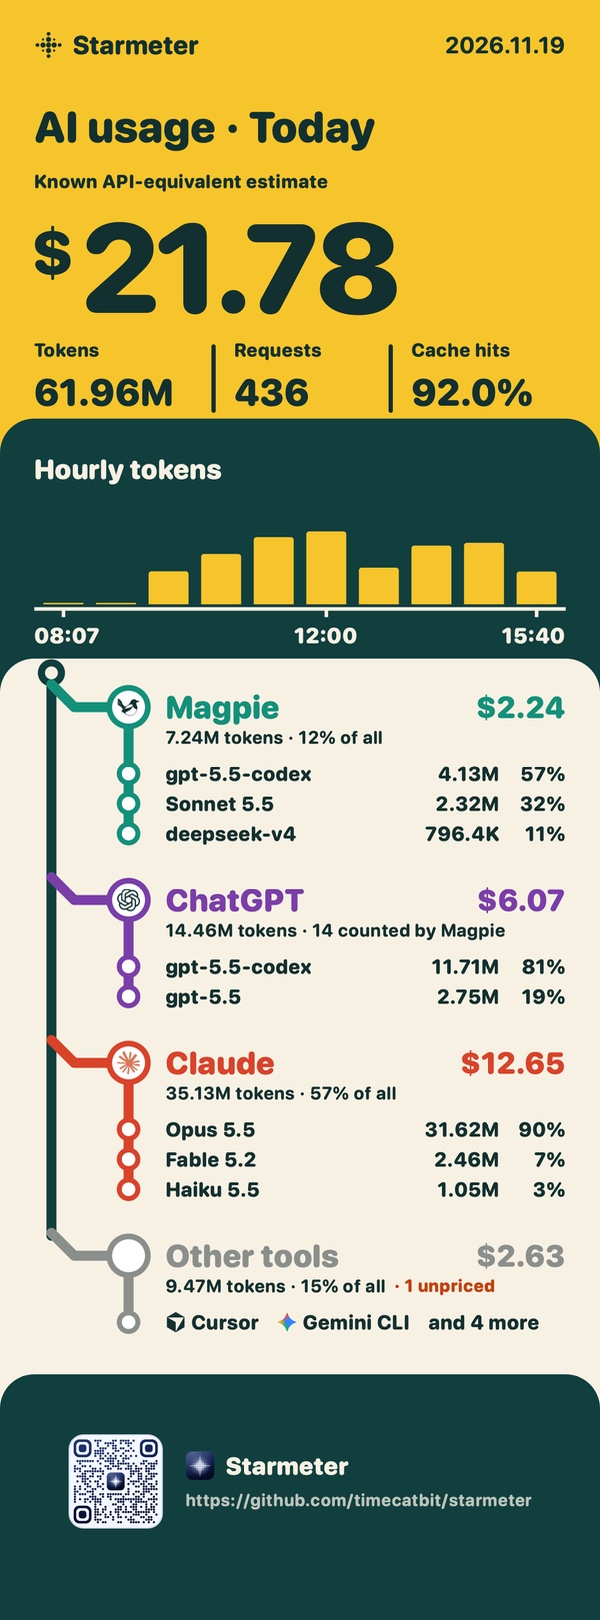 Starmeter 2026.11.19
AI usage · Today
Known API-equivalent estimate
$21.78
Tokens Requests Cache hits
61.96M 436 92.0%
Hourly tokens
08:07 12:00 15:40
Magpie $2.24
7.24M tokens · 12% of all
gpt-5.5-codex 4.13M 57%
Sonnet 5.5 2.32M 32%
deepseek-v4 796.4K 11%
ChatGPT $6.07
14.46M tokens · 14 counted by Magpie
gpt-5.5-codex 11.71M 81%
gpt-5.5 2.75M 19%
Claude $12.65
35.13M tokens · 57% of all
Opus 5.5 31.62M 90%
Fable 5.2 2.46M 7%
Haiku 5.5 1.05M 3%
Other tools $2.63
9.47M tokens · 15% of all · 1 unpriced
Cursor Gemini CLI and 4 more
Starmeter
https://github.com/timecatbit/starmeter